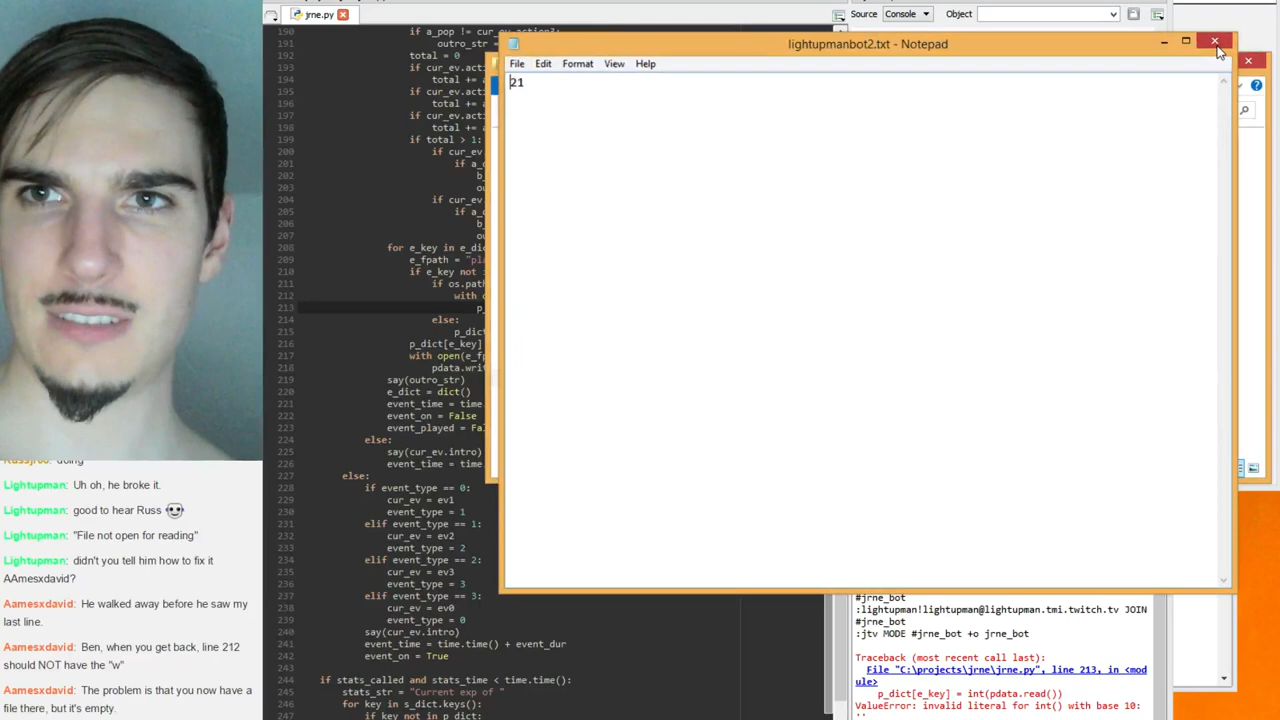 jrne.py
Source Console Object
lightupmanbot2.txt - Notepad
File Edit Format View Help
21
190 if a_pop != cur_ev.action3:
191 outro_str =
192 total = 0
193 if cur_ev.acti
194 total += a
195 if cur_ev.acti
196 total += a
197 if cur_ev.acti
198 total += a
199 if total > 1:
200 if cur_ev.
201 if a_
202 b_
203 ou
204 if cur_ev.
205 if a_
206 b_
207 ou
208 for e_key in e_dic
209 e_fpath = "pla
210 if e_key not i
211 if os.path
212 with o
213 p_
214 else:
215 p_dict
216 p_dict[e_key]
217 with open(e_fp
218 pdata.writ
219 say(outro_str)
220 e_dict = dict()
221 event_time = time.
222 event_on = False
223 event_played = Fal
224 else:
225 say(cur_ev.intro)
226 event_time = time.
227 else:
228 if event_type == 0:
229 cur_ev = ev1
230 event_type = 1
231 elif event_type == 1:
232 cur_ev = ev2
233 event_type = 2
234 elif event_type == 2:
235 cur_ev = ev3
236 event_type = 3
237 elif event_type == 3:
238 cur_ev = ev0
239 event_type = 0
240 say(cur_ev.intro)
241 event_time = time.time() + event_dur
242 event_on = True
243
244 if stats_called and stats_time < time.time():
245 stats_str = "Current exp of "
246 for key in s_dict.keys():
247 if key not in p_dict:
doing
Lightupman: Uh oh, he broke it.
Lightupman: good to hear Russ
Lightupman: "File not open for reading"
Lightupman: didn't you tell him how to fix it
AAmesxdavid?
Aamesxdavid: He walked away before he saw my
last line.
Aamesxdavid: Ben, when you get back, line 212
should NOT have the "w"
Aamesxdavid: The problem is that you now have a
file there, but it's empty.
#jrne_bot
:lightupman!lightupman@lightupman.tmi.twitch.tv JOIN
#jrne_bot
:jtv MODE #jrne_bot +o jrne_bot
Traceback (most recent call last):
File "C:\projects\jrne\jrne.py", line 213, in <mod
ule>
p_dict[e_key] = int(pdata.read())
ValueError: invalid literal for int() with base 10:
''